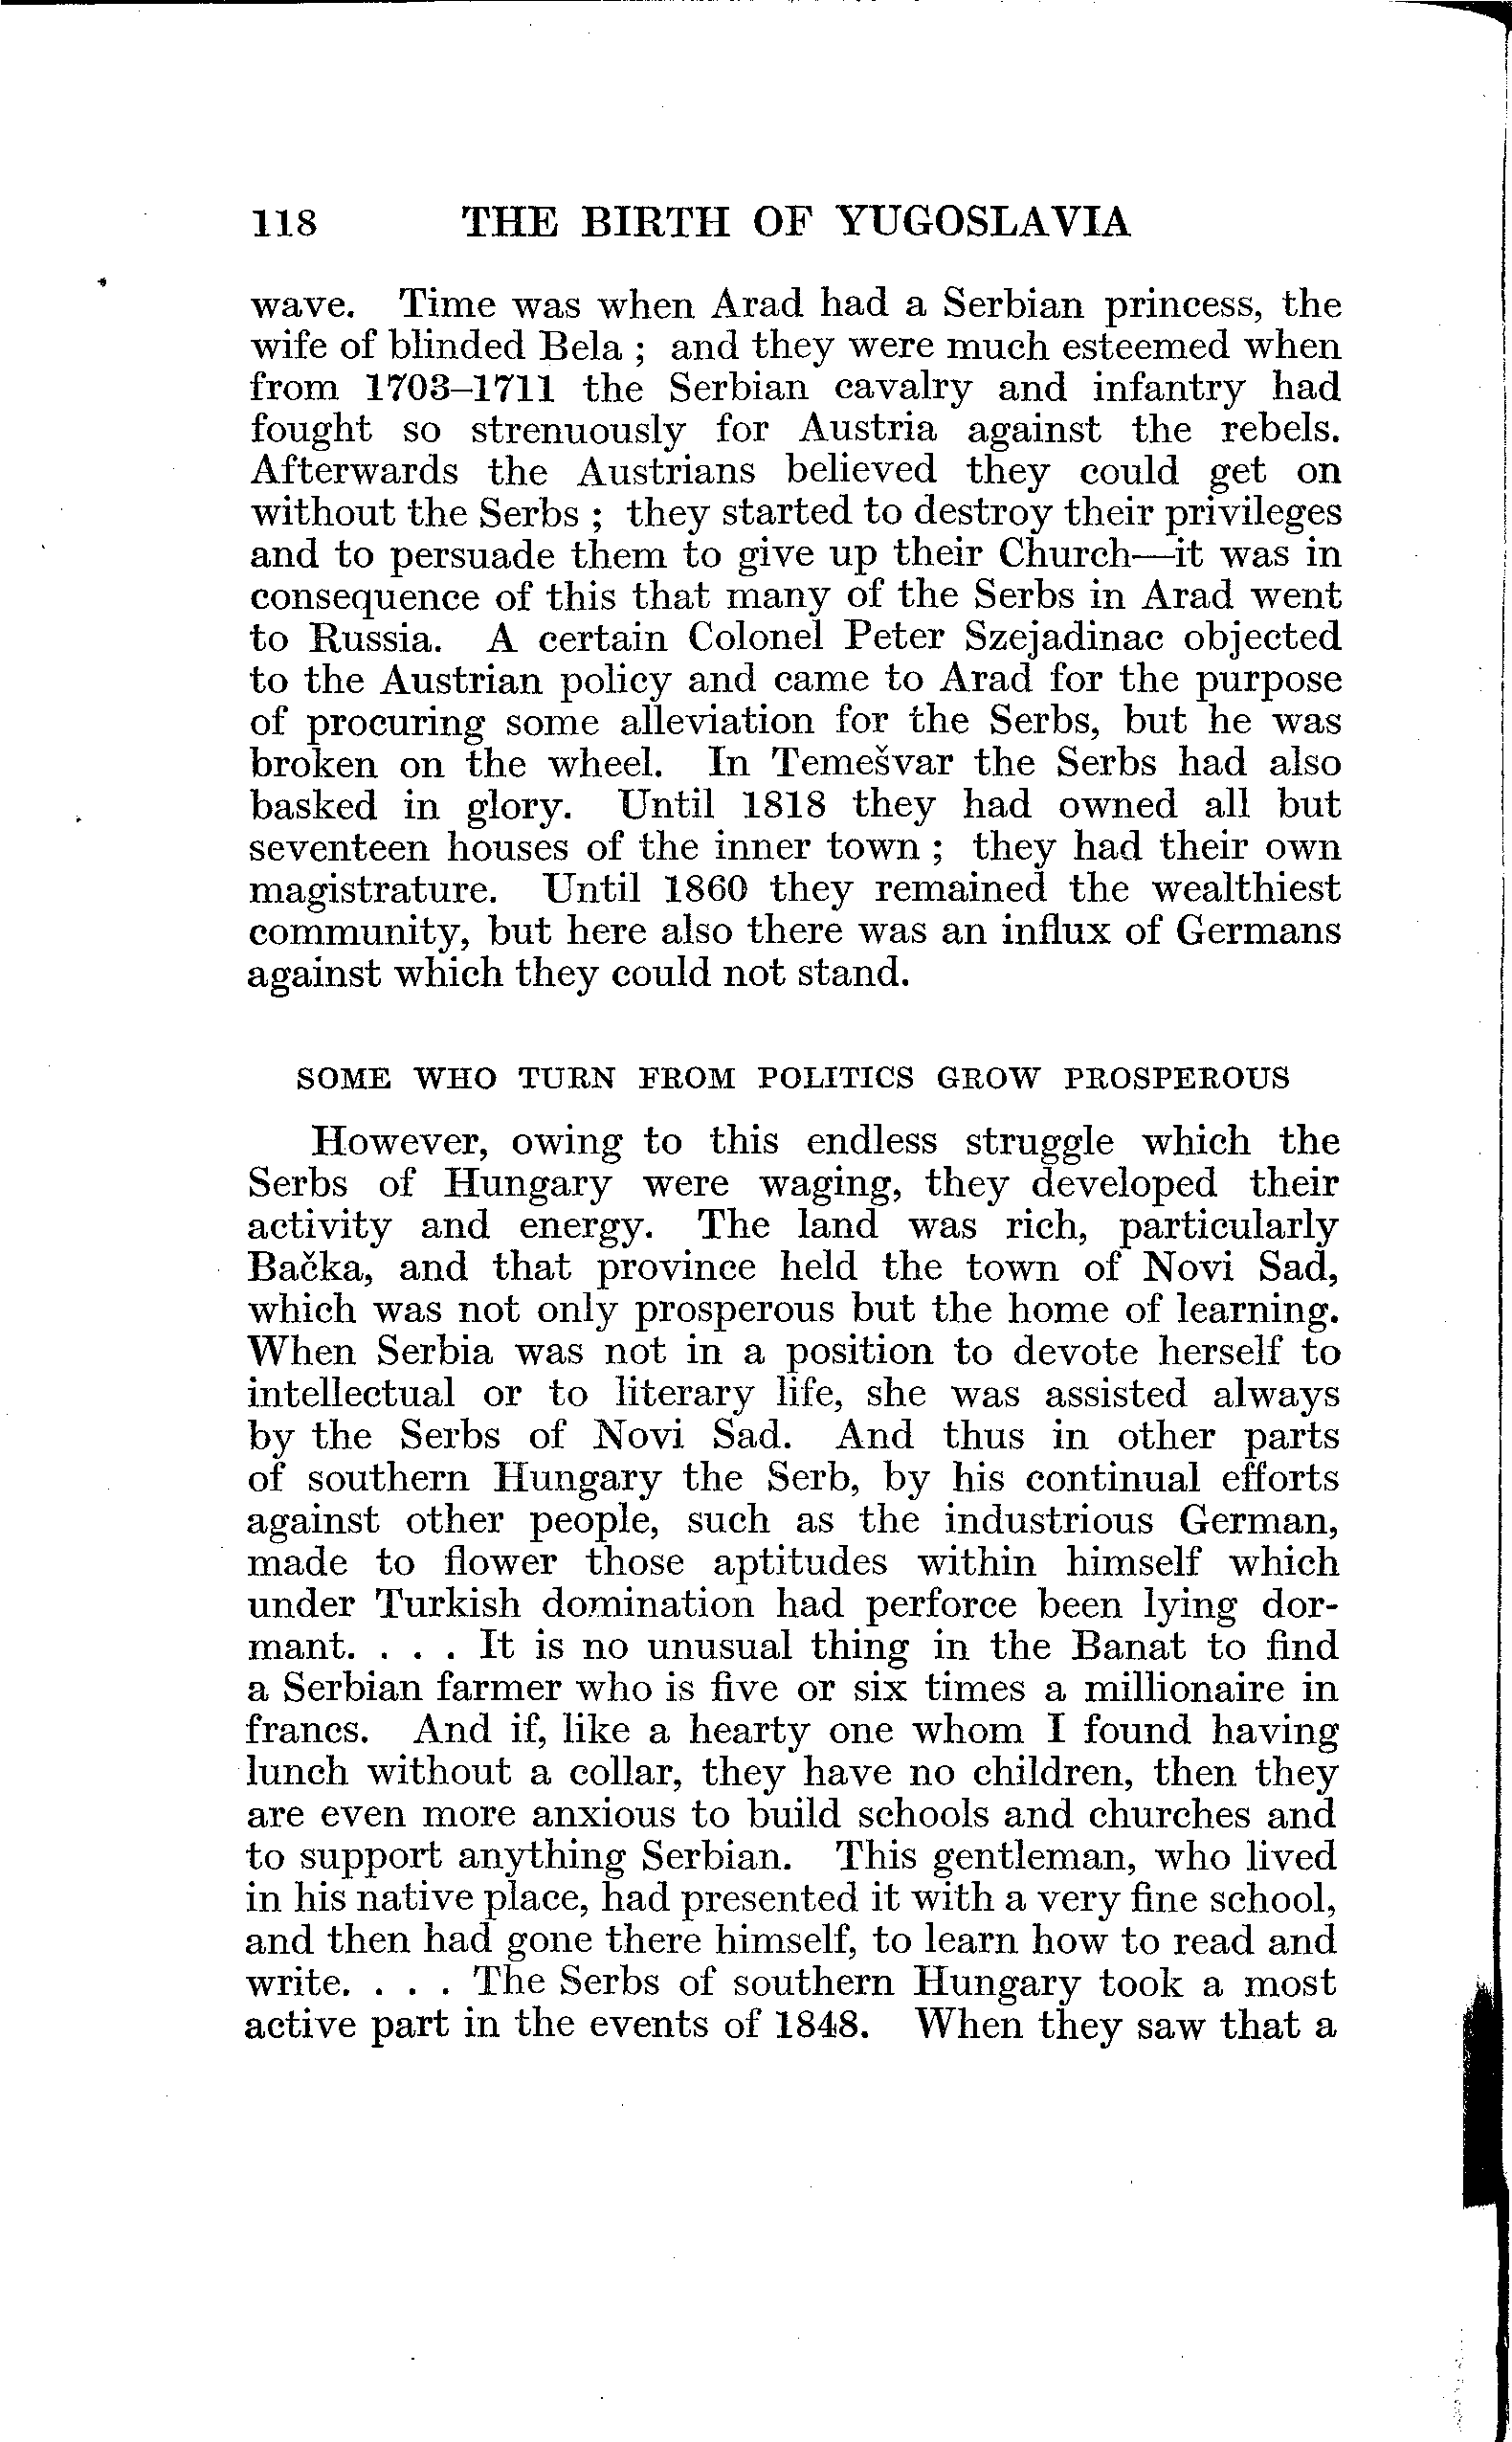 118 THE BIRTH OF YUGOSLAVIA
wave. Time was when Arad had a Serbian princess, the
wife of blinded Bela ; and they were much esteemed when
from 1703–1711 the Serbian cavalry and infantry had
fought so strenuously for Austria against the rebels.
Afterwards the Austrians believed they could get on
without the Serbs ; they started to destroy their privileges
and to persuade them to give up their Church—it was in
consequence of this that many of the Serbs in Arad went
to Russia. A certain Colonel Peter Szejadinac objected
to the Austrian policy and came to Arad for the purpose
of procuring some alleviation for the Serbs, but he was
broken on the wheel. In Temešvar the Serbs had also
basked in glory. Until 1818 they had owned all but
seventeen houses of the inner town ; they had their own
magistrature. Until 1860 they remained the wealthiest
community, but here also there was an influx of Germans
against which they could not stand.
SOME WHO TURN FROM POLITICS GROW PROSPEROUS
However, owing to this endless struggle which the
Serbs of Hungary were waging, they developed their
activity and energy. The land was rich, particularly
Bačka, and that province held the town of Novi Sad,
which was not only prosperous but the home of learning.
When Serbia was not in a position to devote herself to
intellectual or to literary life, she was assisted always
by the Serbs of Novi Sad. And thus in other parts
of southern Hungary the Serb, by his continual efforts
against other people, such as the industrious German,
made to flower those aptitudes within himself which
under Turkish domination had perforce been lying dor-
mant. . . . It is no unusual thing in the Banat to find
a Serbian farmer who is five or six times a millionaire in
francs. And if, like a hearty one whom I found having
lunch without a collar, they have no children, then they
are even more anxious to build schools and churches and
to support anything Serbian. This gentleman, who lived
in his native place, had presented it with a very fine school,
and then had gone there himself, to learn how to read and
write. . . . The Serbs of southern Hungary took a most
active part in the events of 1848. When they saw that a